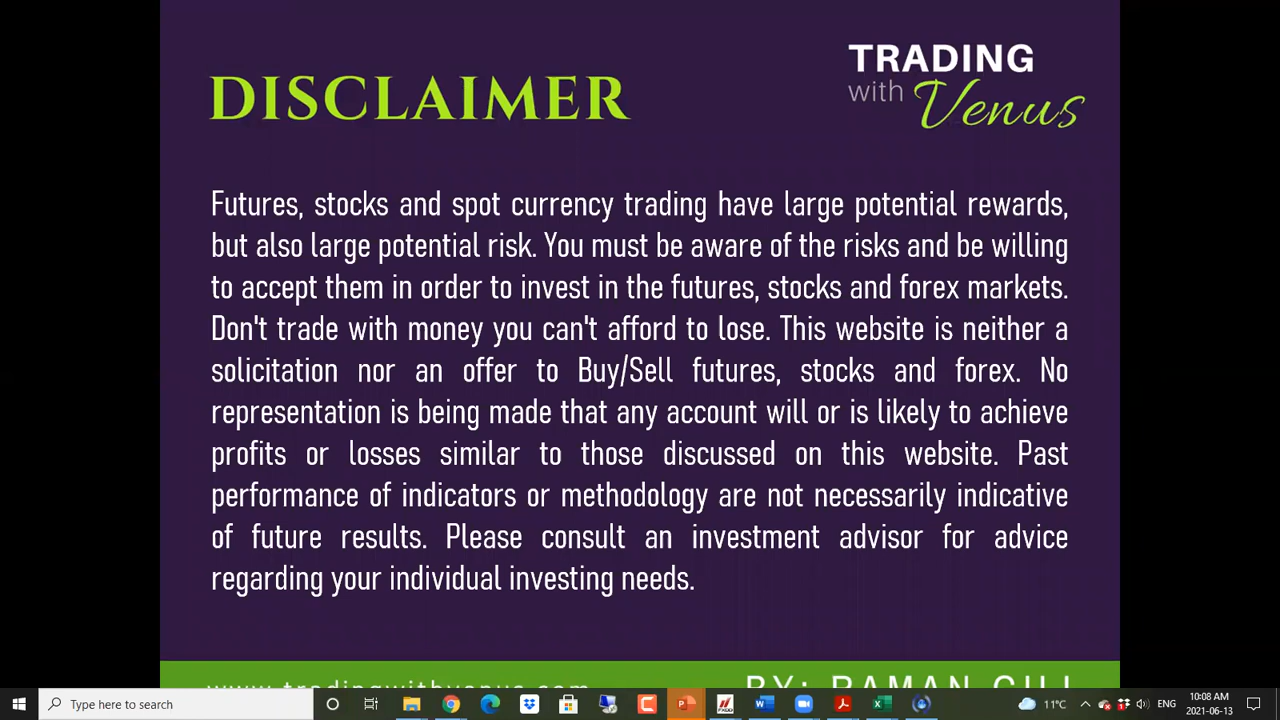 DISCLAIMER
TRADING
with Venus
Futures, stocks and spot currency trading have large potential rewards,
but also large potential risk. You must be aware of the risks and be willing
to accept them in order to invest in the futures, stocks and forex markets.
Don't trade with money you can't afford to lose. This website is neither a
solicitation nor an offer to Buy/Sell futures, stocks and forex. No
representation is being made that any account will or is likely to achieve
profits or losses similar to those discussed on this website. Past
performance of indicators or methodology are not necessarily indicative
of future results. Please consult an investment advisor for advice
regarding your individual investing needs.
www.tradingwithvenus.com
BY: RAMAN GILL
Type here to search
11°C
ENG
10:08 AM
2021-06-13